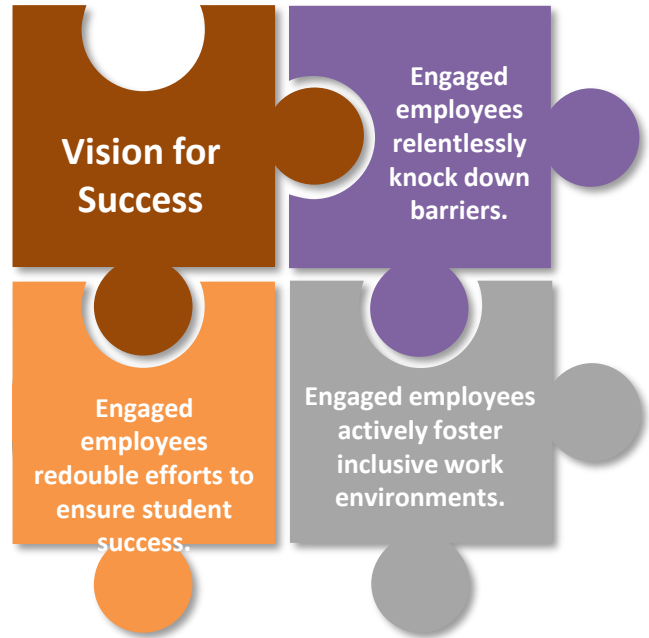 Vision for
Success
Engaged
employees
relentlessly
knock down
barriers.
Engaged
employees
redouble efforts to
ensure student
success.
Engaged employees
actively foster
inclusive work
environments.